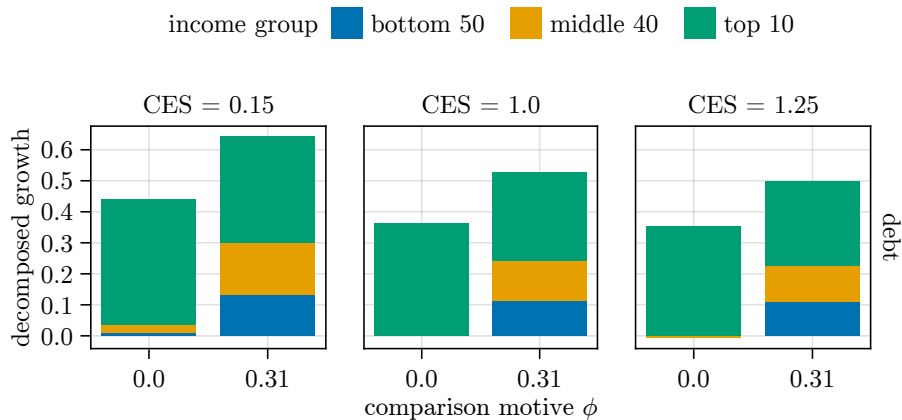 income group bottom 50 middle 40 top 10
CES = 0.15 CES = 1.0 CES = 1.25
decomposed growth
0.6
0.5
0.4
0.3
0.2
0.1
0.0
debt
0.0 0.31 0.0 0.31 0.0 0.31
comparison motive ϕ